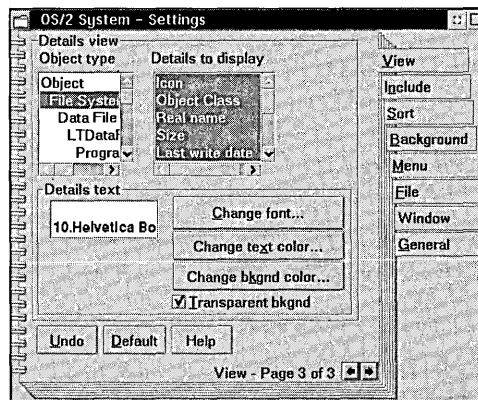 OS/2 System - Settings
Details view
Object type
Details to display
Object
File System
Data File
LTDataF
Progra
Icon
Object Class
Real name
Size
Last write date
Details text
10.Helvetica Bo
Change font...
Change text color...
Change bkgnd color...
Transparent bkgnd
Undo
Default
Help
View - Page 3 of 3
View
Include
Sort
Background
Menu
File
Window
General